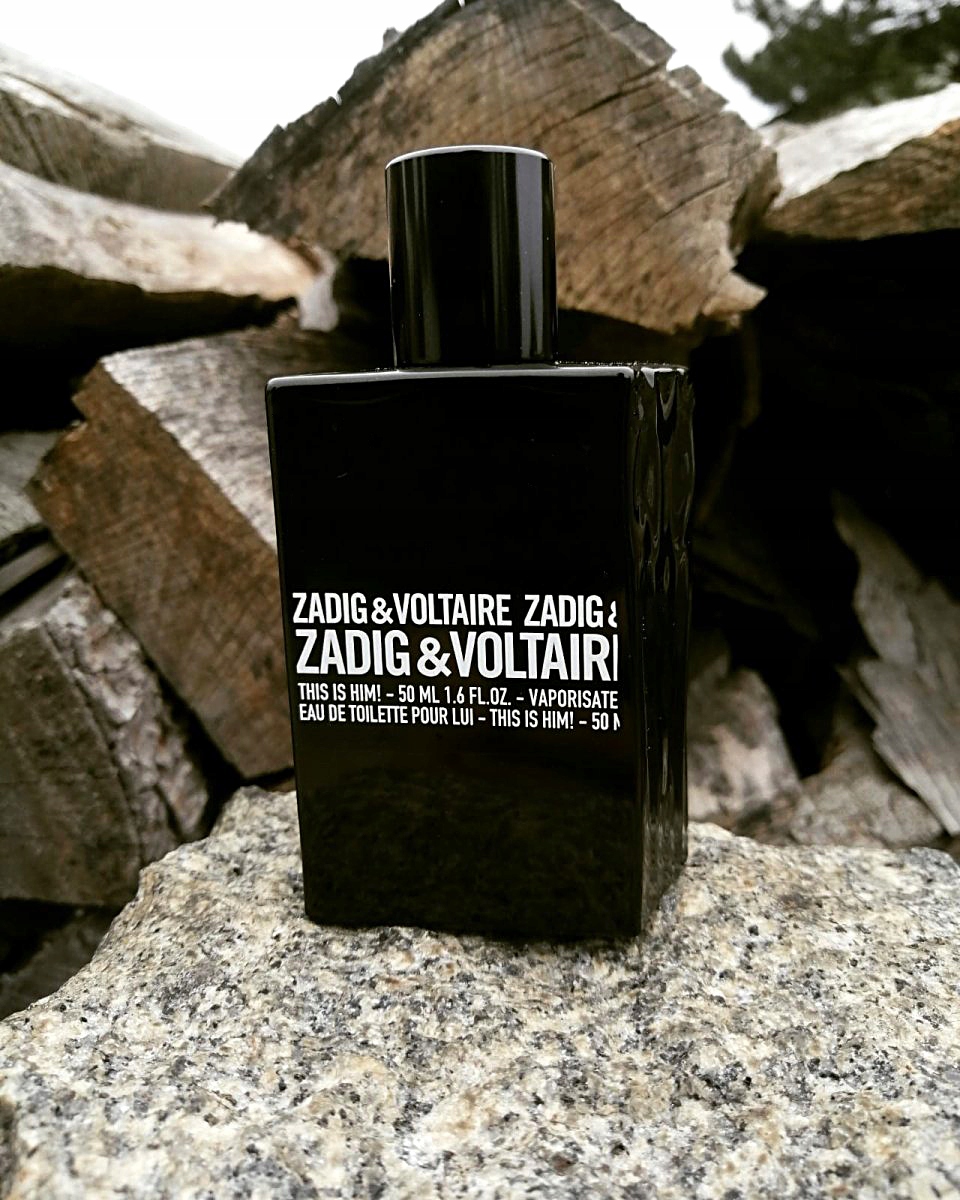 ZADIG&VOLTAIRE ZADIG &
ZADIG &VOLTAIRE
THIS IS HIM! – 50 ML 1.6 FL.OZ. – VAPORISATE
EAU DE TOILETTE POUR LUI – THIS IS HIM! – 50 M